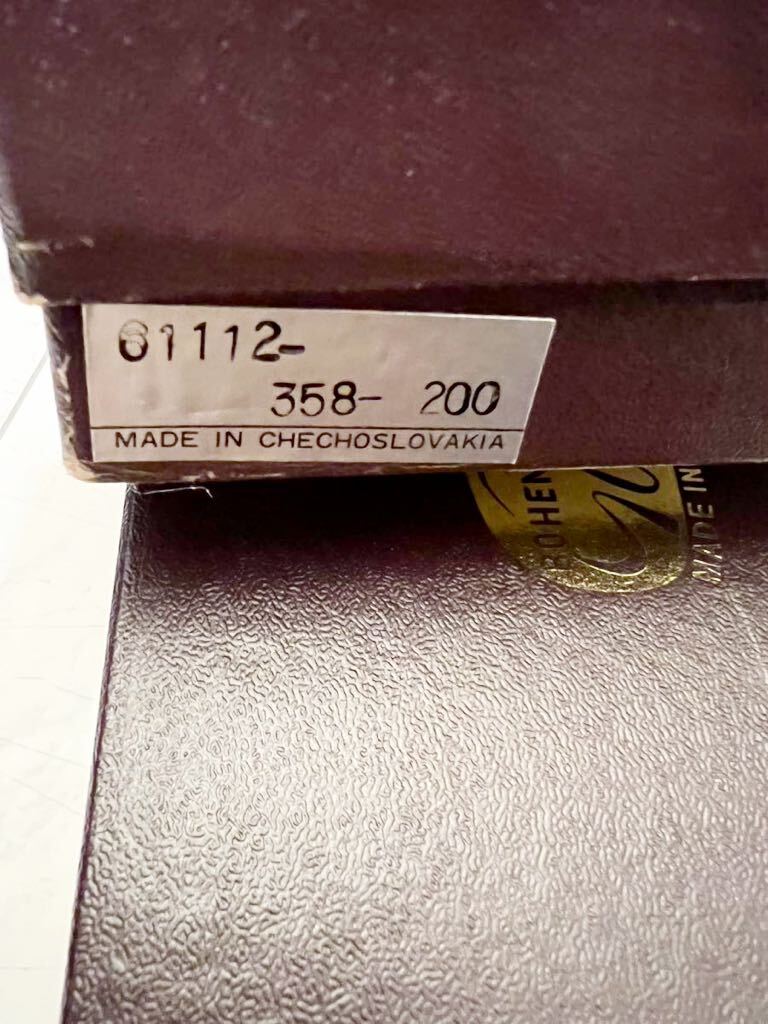 61112-
358- 200
MADE IN CHECHOSLOVAKIA
BOHEM
MADE IN